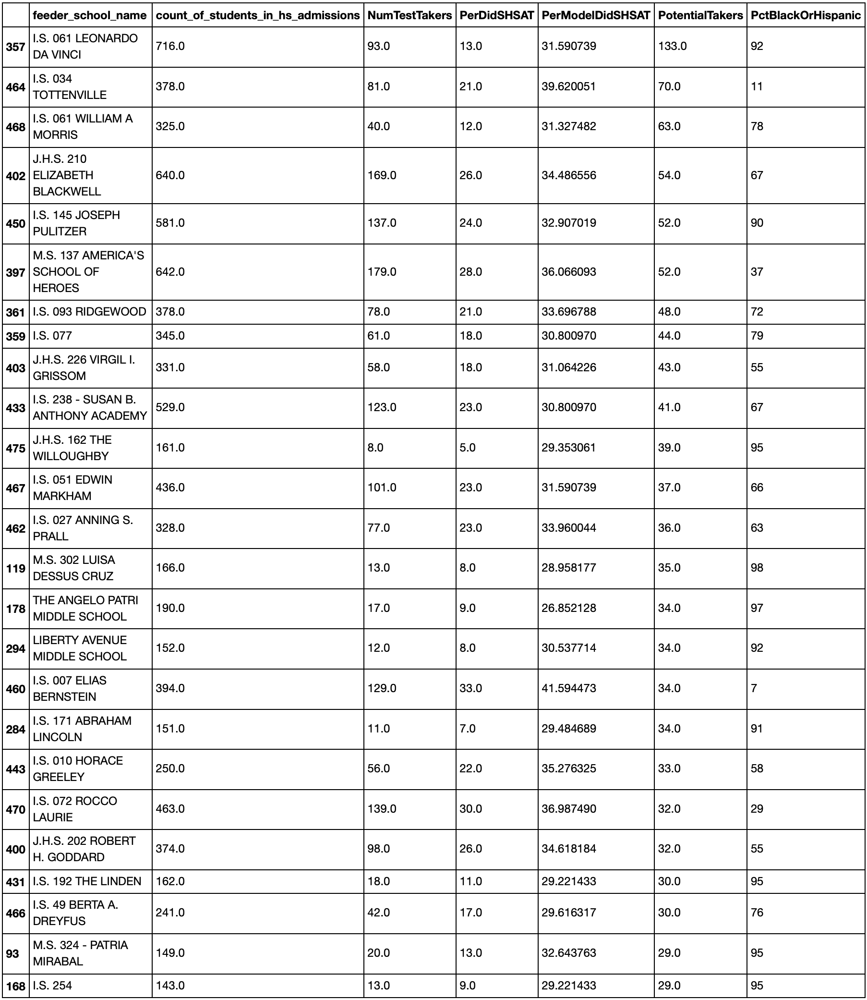 feeder_school_name count_of_students_in_hs_admissions NumTestTakers PerDidSHSAT PerModelDidSHSAT PotentialTakers PctBlackOrHispanic
357 I.S. 061 LEONARDO DA VINCI 716.0 93.0 13.0 31.590739 133.0 92
464 I.S. 034 TOTTENVILLE 378.0 81.0 21.0 39.620051 70.0 11
468 I.S. 061 WILLIAM A MORRIS 325.0 40.0 12.0 31.327482 63.0 78
402 J.H.S. 210 ELIZABETH BLACKWELL 640.0 169.0 26.0 34.486556 54.0 67
450 I.S. 145 JOSEPH PULITZER 581.0 137.0 24.0 32.907019 52.0 90
397 M.S. 137 AMERICA'S SCHOOL OF HEROES 642.0 179.0 28.0 36.066093 52.0 37
361 I.S. 093 RIDGEWOOD 378.0 78.0 21.0 33.696788 48.0 72
359 I.S. 077 345.0 61.0 18.0 30.800970 44.0 79
403 J.H.S. 226 VIRGIL I. GRISSOM 331.0 58.0 18.0 31.064226 43.0 55
433 I.S. 238 - SUSAN B. ANTHONY ACADEMY 529.0 123.0 23.0 30.800970 41.0 67
475 J.H.S. 162 THE WILLOUGHBY 161.0 8.0 5.0 29.353061 39.0 95
467 I.S. 051 EDWIN MARKHAM 436.0 101.0 23.0 31.590739 37.0 66
462 I.S. 027 ANNING S. PRALL 328.0 77.0 23.0 33.960044 36.0 63
119 M.S. 302 LUISA DESSUS CRUZ 166.0 13.0 8.0 28.958177 35.0 98
178 THE ANGELO PATRI MIDDLE SCHOOL 190.0 17.0 9.0 26.852128 34.0 97
294 LIBERTY AVENUE MIDDLE SCHOOL 152.0 12.0 8.0 30.537714 34.0 92
460 I.S. 007 ELIAS BERNSTEIN 394.0 129.0 33.0 41.594473 34.0 7
284 I.S. 171 ABRAHAM LINCOLN 151.0 11.0 7.0 29.484689 34.0 91
443 I.S. 010 HORACE GREELEY 250.0 56.0 22.0 35.276325 33.0 58
470 I.S. 072 ROCCO LAURIE 463.0 139.0 30.0 36.987490 32.0 29
400 J.H.S. 202 ROBERT H. GODDARD 374.0 98.0 26.0 34.618184 32.0 55
431 I.S. 192 THE LINDEN 162.0 18.0 11.0 29.221433 30.0 95
466 I.S. 49 BERTA A. DREYFUS 241.0 42.0 17.0 29.616317 30.0 76
93 M.S. 324 - PATRIA MIRABAL 149.0 20.0 13.0 32.643763 29.0 95
168 I.S. 254 143.0 13.0 9.0 29.221433 29.0 95